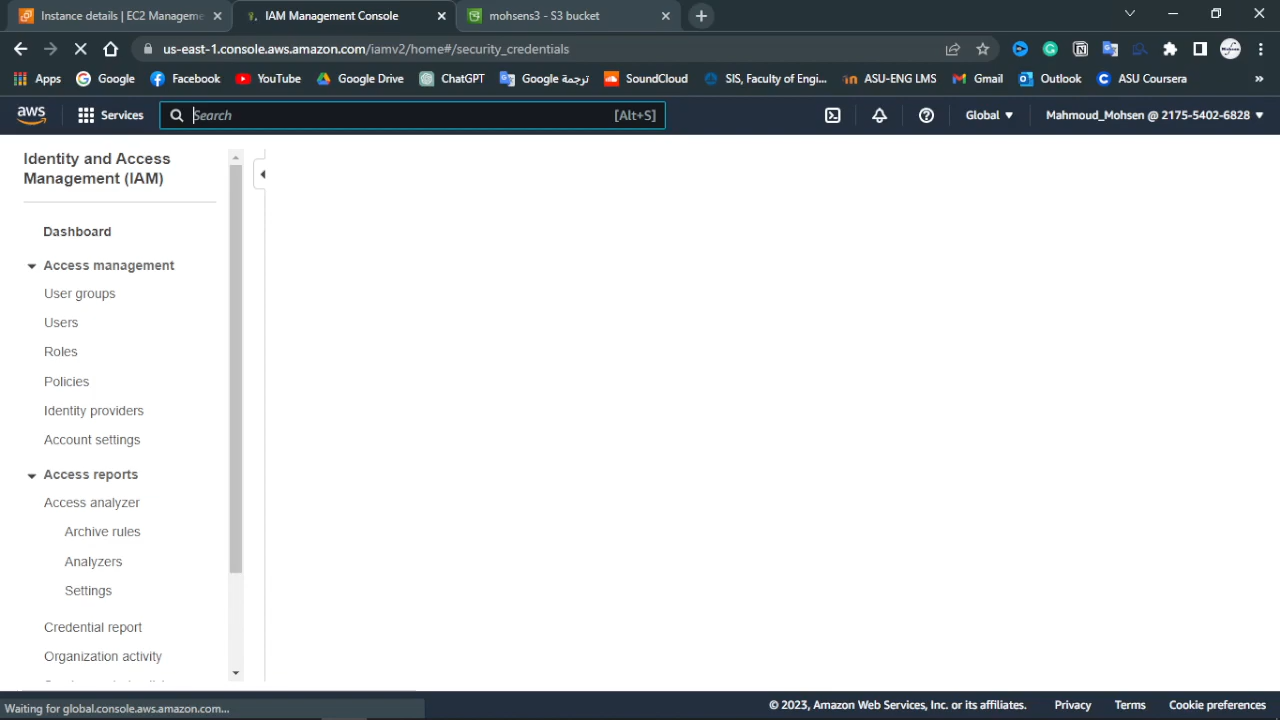 Instance details | EC2 Manageme
IAM Management Console
mohsens3 - S3 bucket
us-east-1.console.aws.amazon.com/iamv2/home#/security_credentials
Apps
Google
Facebook
YouTube
Google Drive
ChatGPT
Google ترجمة
SoundCloud
SIS, Faculty of Engi...
ASU-ENG LMS
Gmail
Outlook
ASU Coursera
»
aws
Services
Search
[Alt+S]
Global
Mahmoud_Mohsen @ 2175-5402-6828
Identity and Access
Management (IAM)
Dashboard
Access management
User groups
Users
Roles
Policies
Identity providers
Account settings
Access reports
Access analyzer
Archive rules
Analyzers
Settings
Credential report
Organization activity
Waiting for global.console.aws.amazon.com...
© 2023, Amazon Web Services, Inc. or its affiliates.
Privacy
Terms
Cookie preferences